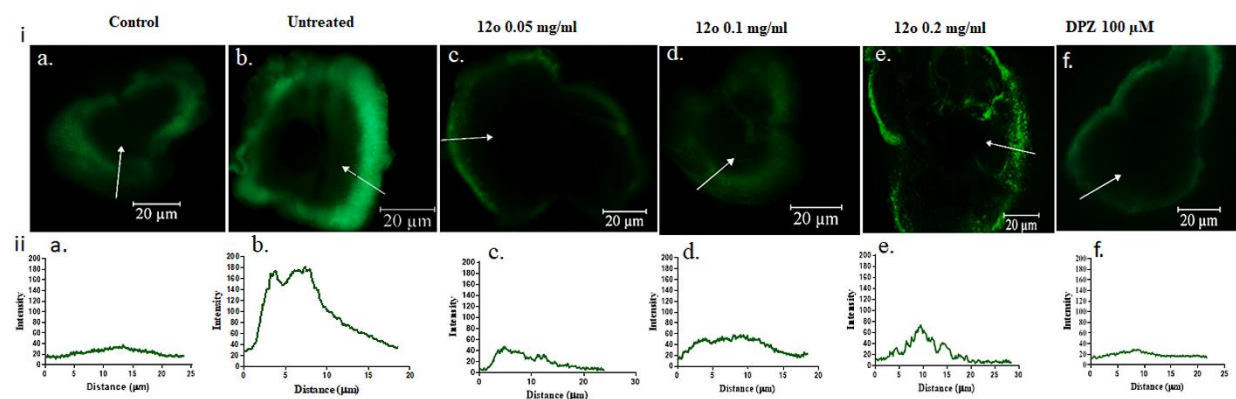 Control Untreated 12o 0.05 mg/ml 12o 0.1 mg/ml 12o 0.2 mg/ml DPZ 100 µM
i
a. b. c. d. e. f.
20 µm 20 µm 20 µm 20 µm 20 µm 20 µm
ii
a. b. c. d. e. f.
Intensity Intensity Intensity Intensity Intensity Intensity
200 200 200 200 200 200
180 180 180 180 180 180
160 160 160 160 160 160
140 140 140 140 140 140
120 120 120 120 120 120
100 100 100 100 100 100
80 80 80 80 80 80
60 60 60 60 60 60
40 40 40 40 40 40
20 20 20 20 20 20
0 0 0 0 0 0
0 5 10 15 20 25 0 5 10 15 20 0 10 20 30 0 5 10 15 20 0 5 10 15 20 25 30 0 5 10 15 20 25
Distance (µm) Distance (µm) Distance (µm) Distance (µm) Distance (µm) Distance (µm)